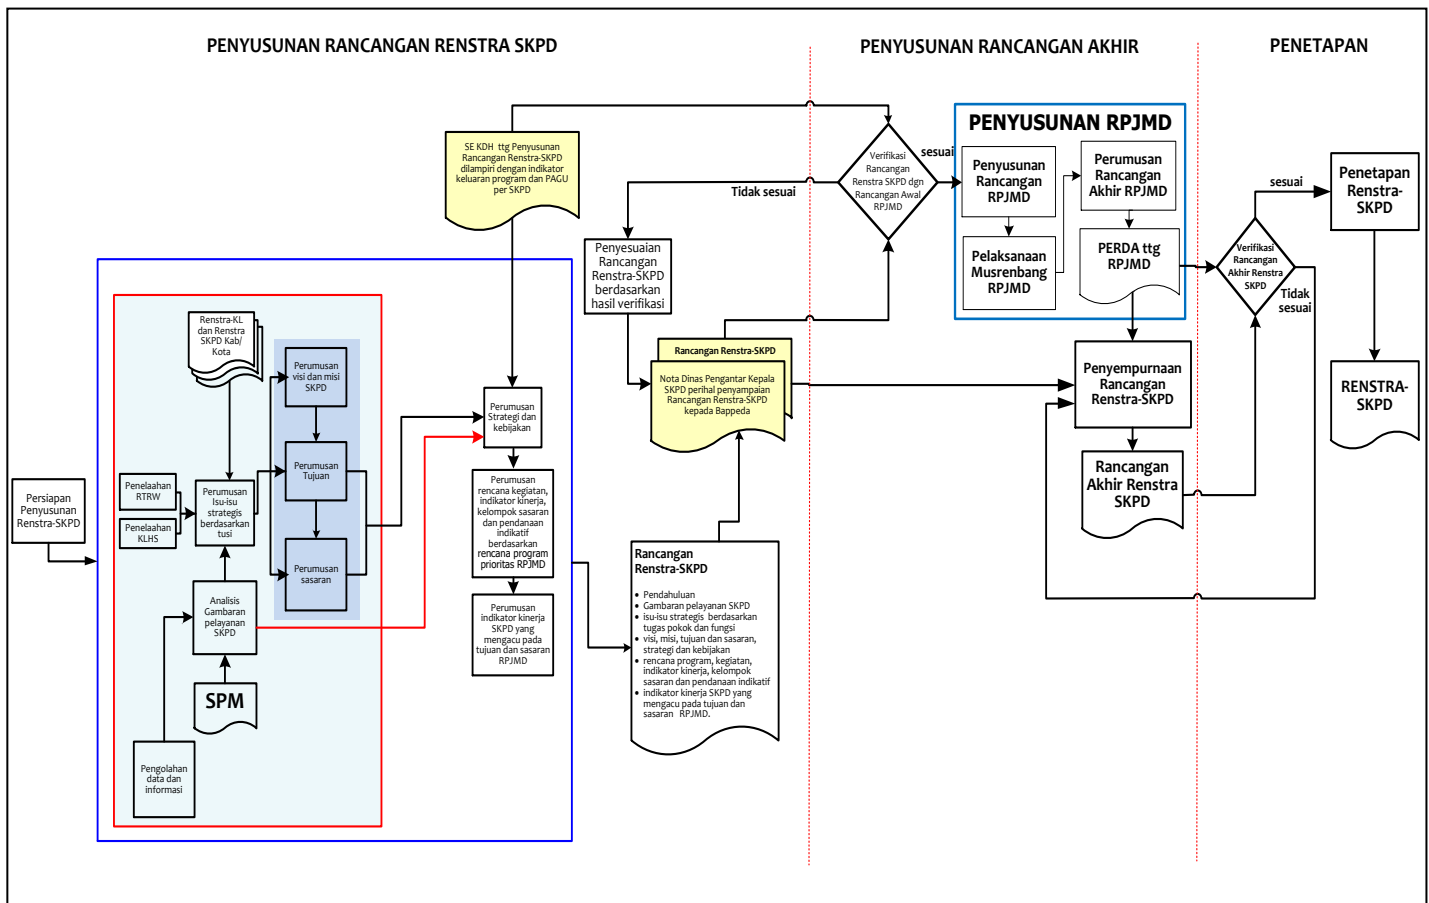 PENYUSUNAN RANCANGAN RENSTRA SKPD
PENYUSUNAN RANCANGAN AKHIR
PENETAPAN
SE KDH ttg Penyusunan
Rancangan Renstra-SKPD
dilampiri dengan indikator
keluaran program dan PAGU
per SKPD
Verifikasi
Rancangan
Renstra SKPD dgn
Rancangan Awal
RPJMD
sesuai
Tidak sesuai
PENYUSUNAN RPJMD
Penyusunan
Rancangan
RPJMD
Perumusan
Rancangan
Akhir RPJMD
Pelaksanaan
Musrenbang
RPJMD
PERDA ttg
RPJMD
sesuai
Penetapan
Renstra-
SKPD
Verifikasi
Rancangan
Akhir Renstra
SKPD
Tidak
sesuai
Penyesuaian
Rancangan
Renstra-SKPD
berdasarkan
hasil verifikasi
Renstra-KL
dan Renstra
SKPD Kab/
Kota
Perumusan
visi dan misi
SKPD
Rancangan Renstra-SKPD
Nota Dinas Pengantar Kepala
SKPD perihal penyampaian
Rancangan Renstra-SKPD
kepada Bappeda
Penyempurnaan
Rancangan
Renstra-SKPD
RENSTRA-
SKPD
Perumusan
Strategi dan
kebijakan
Perumusan
Tujuan
Penelaahan
RTRW
Penelaahan
KLHS
Perumusan
Isu-isu
strategis
berdasarkan
tusi
Persiapan
Penyusunan
Renstra-SKPD
Perumusan
rencana kegiatan,
indikator kinerja,
kelompok sasaran
dan pendanaan
indikatif
berdasarkan
rencana program
prioritas RPJMD
Rancangan
Akhir Renstra
SKPD
Perumusan
sasaran
Analisis
Gambaran
pelayanan
SKPD
Perumusan
indikator kinerja
SKPD yang
mengacu pada
tujuan dan sasaran
RPJMD
Rancangan
Renstra-SKPD
• Pendahuluan
• Gambaran pelayanan SKPD
• isu-isu strategis berdasarkan
tugas pokok dan fungsi
• visi, misi, tujuan dan sasaran,
strategi dan kebijakan
• rencana program, kegiatan,
indikator kinerja, kelompok
sasaran dan pendanaan indikatif
• indikator kinerja SKPD yang
mengacu pada tujuan dan
sasaran RPJMD.
SPM
Pengolahan
data dan
informasi